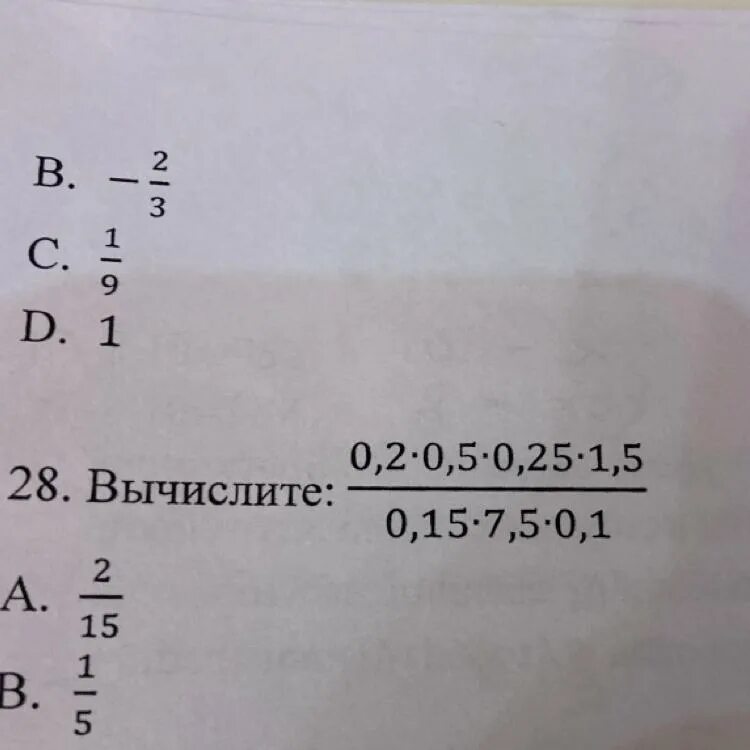 B. −2/3
C. 1/9
D. 1
28. Вычислите: 0,2·0,5·0,25·1,5 / 0,15·7,5·0,1
A. 2/15
B. 1/5